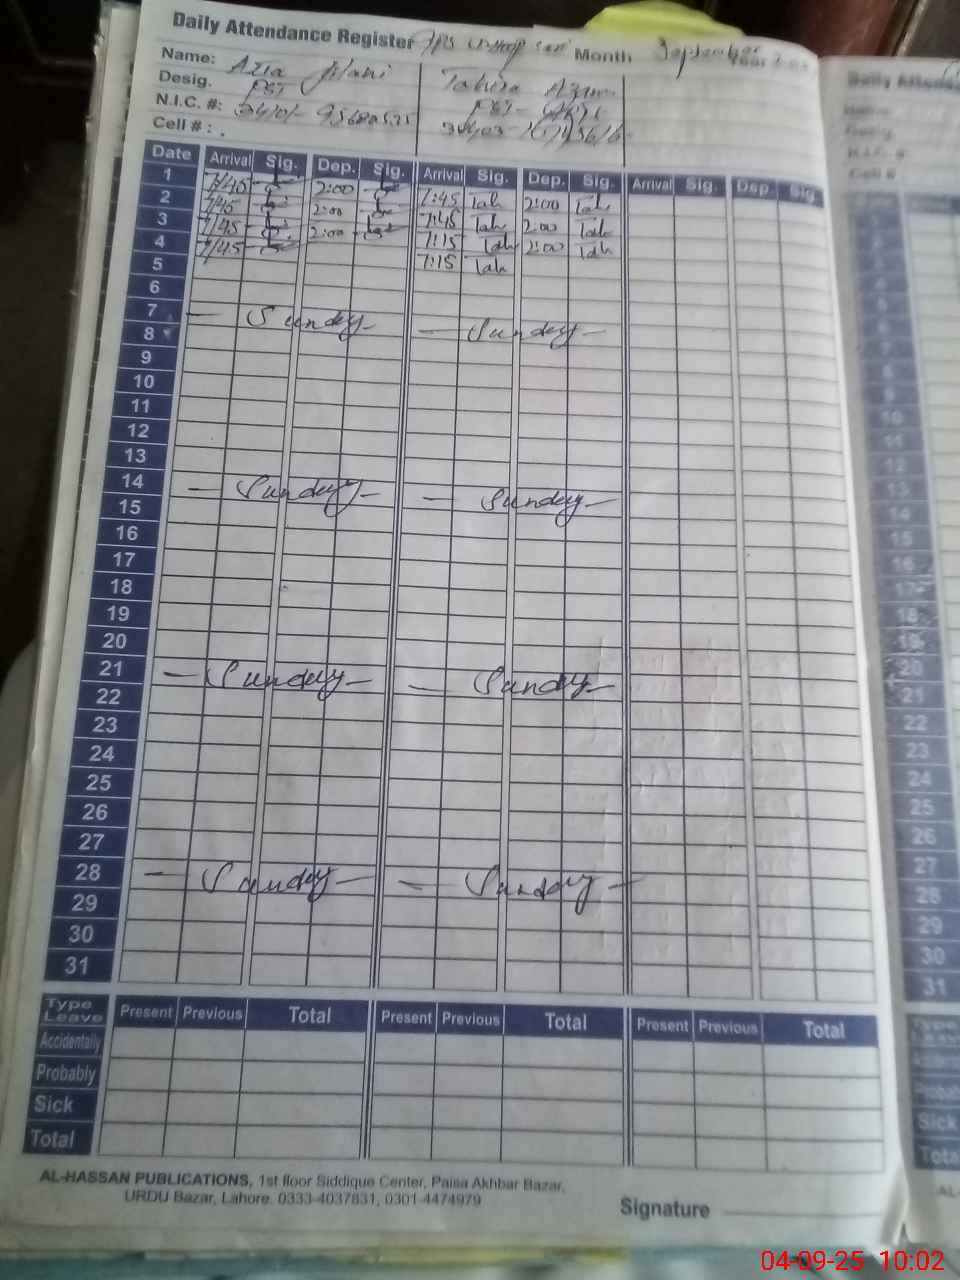 Daily Attendance Register GPS Month September Year
Name: Azra Jilani Tahira Azam
Desig. PST PST-
N.I.C. #:
Cell # :
Date Arrival Sig. Dep. Sig. Arrival Sig. Dep. Sig. Arrival Sig. Dep. Sig.
1 7/45 2:00 7:45 Tah 2:00 Tah
2 7/45 2:00 7:45 Tah 2:00 Tah
3 7/45 2:00 7:15 Tah 2:00 Tah
4 7/45 7:15 Tah
5
6
7 — Sunday — — Sunday —
8
9
10
11
12
13
14 — Sunday — — Sunday —
15
16
17
18
19
20
21 — Sunday — — Sunday —
22
23
24
25
26
27
28 — Sunday — — Sunday —
29
30
31
Type Leave Present Previous Total Present Previous Total Present Previous Total
Accidentally
Probably
Sick
Total
AL-HASSAN PUBLICATIONS, 1st floor Siddique Center, Paisa Akhbar Bazar,
URDU Bazar, Lahore. 0333-4037831, 0301-4474979
Signature
04-09-25 10:02